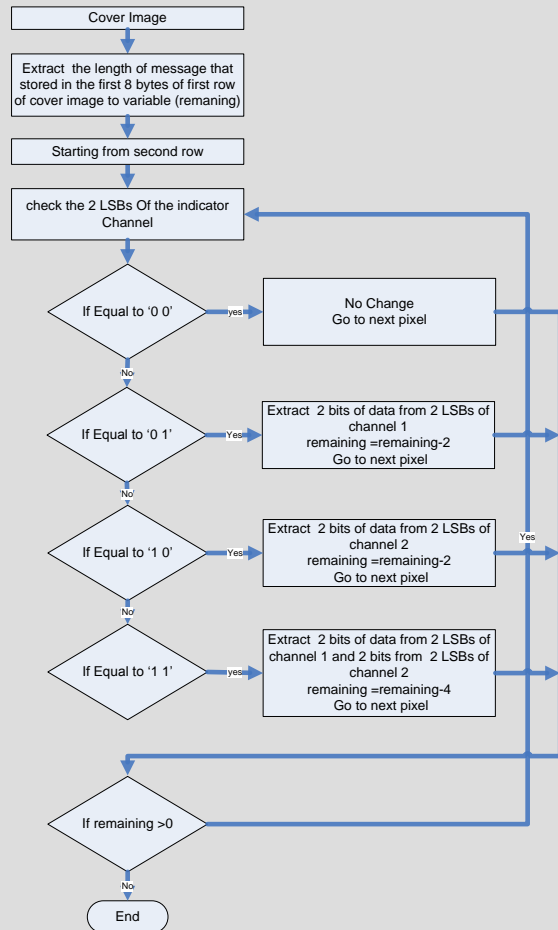 Cover Image
Extract the length of message that
stored in the first 8 bytes of first row
of cover image to variable (remaning)
Starting from second row
check the 2 LSBs Of the indicator
Channel
If Equal to ‘0 0’
yes
No Change
Go to next pixel
No
If Equal to ‘0 1’
Yes
Extract 2 bits of data from 2 LSBs of
channel 1
remaining =remaining-2
Go to next pixel
No
If Equal to ‘1 0’
Yes
Extract 2 bits of data from 2 LSBs of
channel 2
remaining =remaining-2
Go to next pixel
Yes
No
If Equal to ‘1 1’
yes
Extract 2 bits of data from 2 LSBs of
channel 1 and 2 bits from 2 LSBs of
channel 2
remaining =remaining-4
Go to next pixel
If remaining >0
No
End